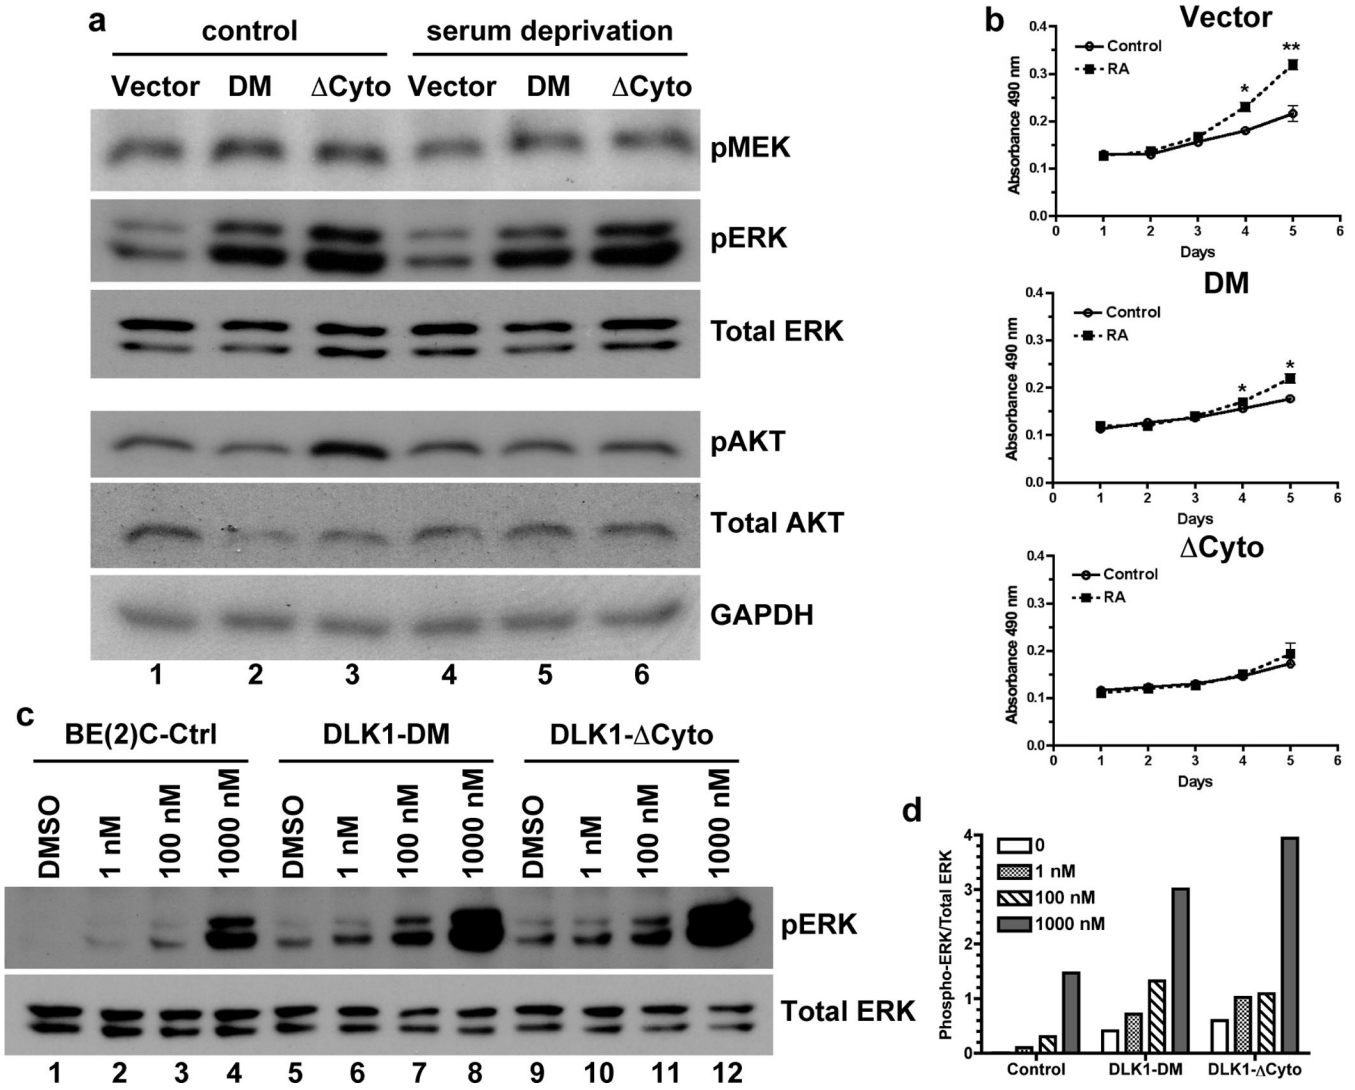 a
control serum deprivation
Vector DM ΔCyto Vector DM ΔCyto
pMEK
pERK
Total ERK
pAKT
Total AKT
GAPDH
1 2 3 4 5 6
b
Vector
Absorbance 490 nm
0.4
0.3
0.2
0.1
0.0
Control
RA
* **
0 1 2 3 4 5 6
Days
DM
Absorbance 490 nm
0.4
0.3
0.2
0.1
0.0
Control
RA
* *
0 1 2 3 4 5 6
Days
ΔCyto
Absorbance 490 nm
0.4
0.3
0.2
0.1
0.0
Control
RA
0 1 2 3 4 5 6
Days
c
BE(2)C-Ctrl DLK1-DM DLK1-ΔCyto
DMSO 1 nM 100 nM 1000 nM DMSO 1 nM 100 nM 1000 nM DMSO 1 nM 100 nM 1000 nM
pERK
Total ERK
1 2 3 4 5 6 7 8 9 10 11 12
d
Phospho-ERK/Total ERK
4
3
2
1
0
0
1 nM
100 nM
1000 nM
Control DLK1-DM DLK1-ΔCyto